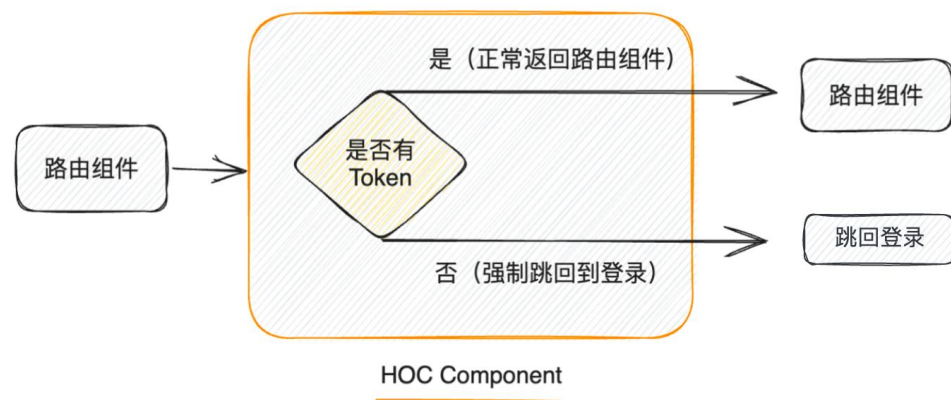 是（正常返回路由组件）
路由组件
是否有
Token
路由组件
跳回登录
否（强制跳回到登录）
HOC Component